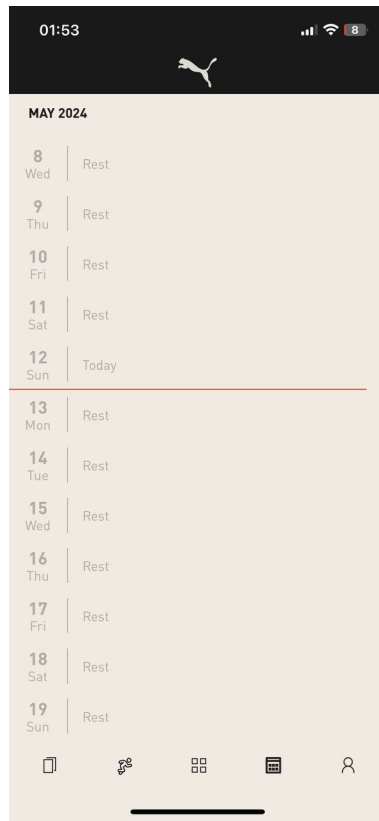 01:53
8
MAY 2024
8
Wed
Rest
9
Thu
Rest
10
Fri
Rest
11
Sat
Rest
12
Sun
Today
13
Mon
Rest
14
Tue
Rest
15
Wed
Rest
16
Thu
Rest
17
Fri
Rest
18
Sat
Rest
19
Sun
Rest